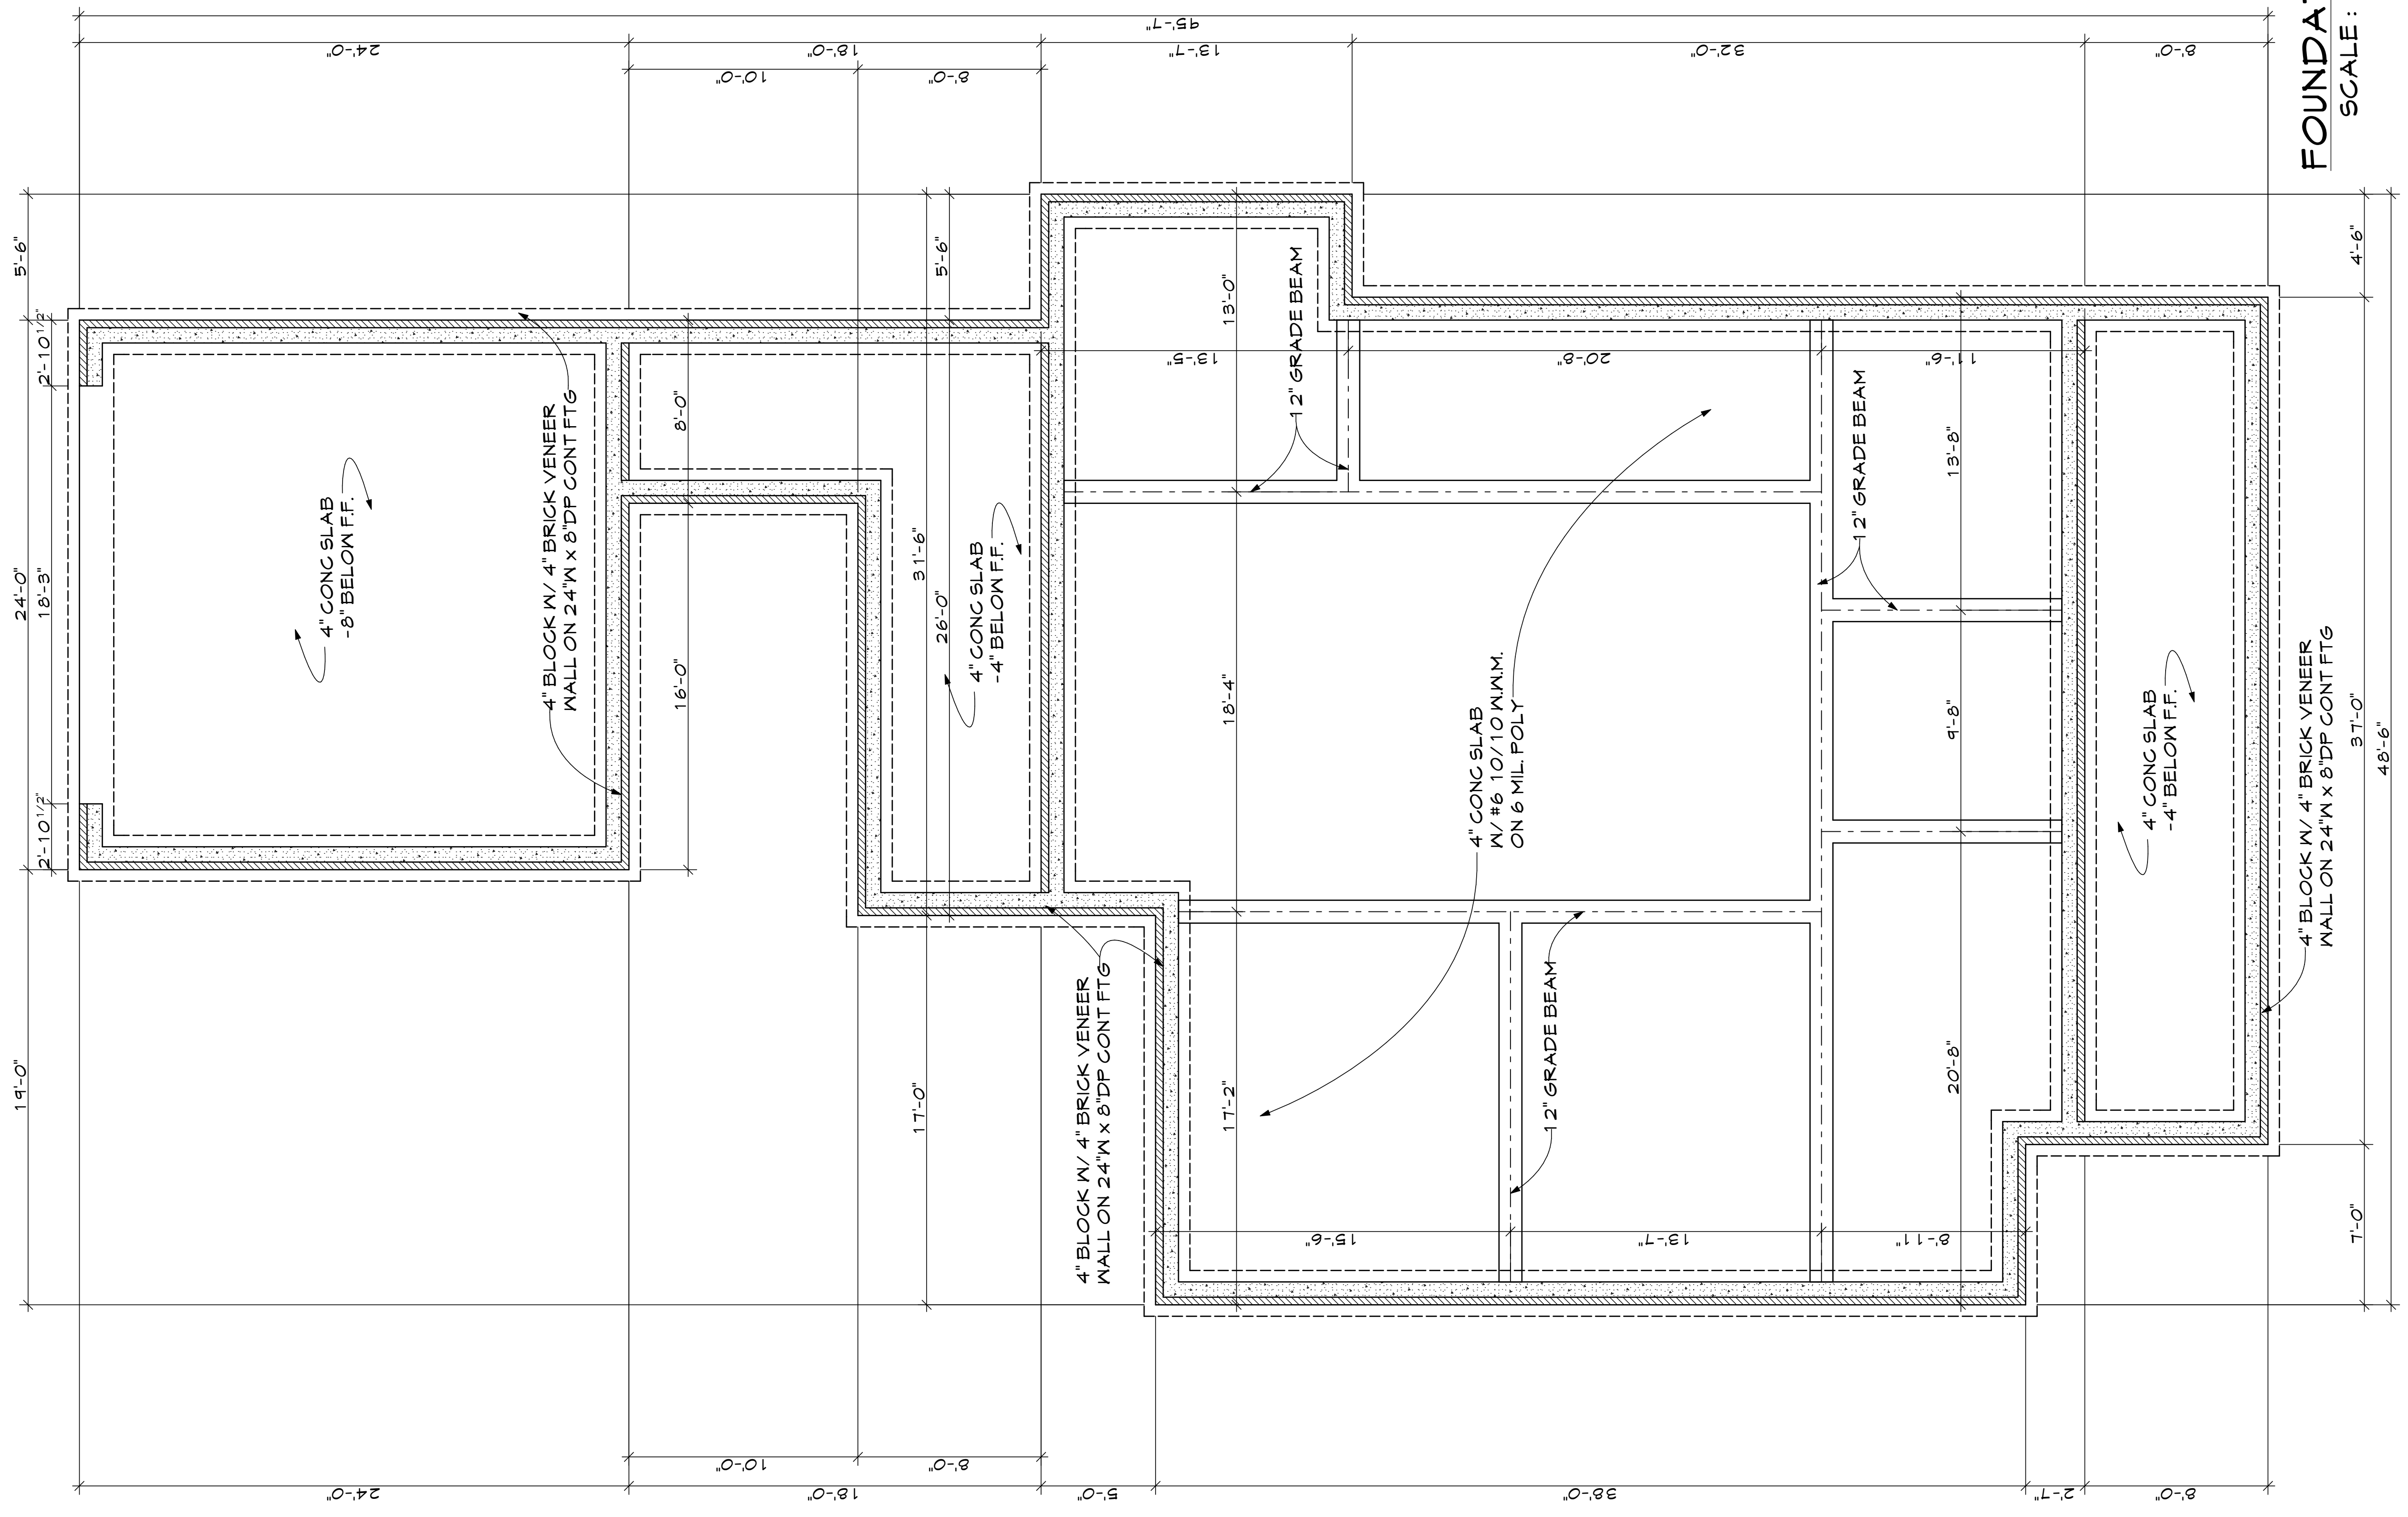 95'-7"
24'-0"
18'-0"
13'-7"
32'-0"
8'-0"
10'-0"
8'-0"
FOUNDAT
SCALE:
5'-6"
24'-0"
19'-0"
2'-10 1/2"
18'-3"
2'-10 1/2"
4" CONC SLAB
-8" BELOW F.F.
4" BLOCK W/ 4" BRICK VENEER
WALL ON 24"W x 8"DP CONT FTG
8'-0"
16'-0"
31'-6"
17'-0"
5'-6"
26'-0"
4" CONC SLAB
-4" BELOW F.F.
4" BLOCK W/ 4" BRICK VENEER
WALL ON 24"W x 8"DP CONT FTG
13'-0"
18'-4"
17'-2"
12" GRADE BEAM
13'-5"
20'-8"
11'-6"
4" CONC SLAB
W/ #6 10/10 W.W.M.
ON 6 MIL. POLY
12" GRADE BEAM
12" GRADE BEAM
13'-8"
9'-8"
20'-8"
15'-6"
13'-7"
8'-11"
4" CONC SLAB
-4" BELOW F.F.
4" BLOCK W/ 4" BRICK VENEER
WALL ON 24"W x 8"DP CONT FTG
4'-6"
37'-0"
7'-0"
48'-6"
10'-0"
8'-0"
24'-0"
18'-0"
5'-0"
38'-0"
2'-7"
8'-0"